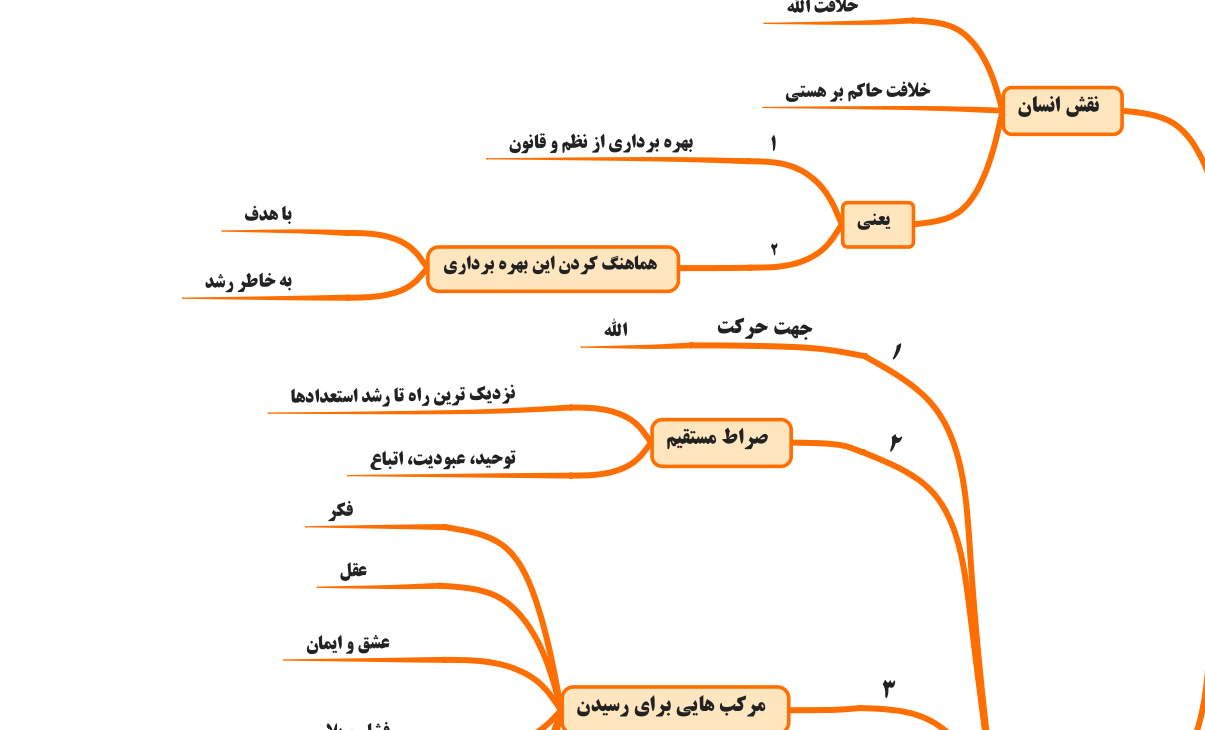 خلافت الله
نقش انسان
خلافت حاکم بر هستی
۱
بهره برداری از نظم و قانون
یعنی
۲
هماهنگ کردن این بهره برداری
با هدف
به خاطر رشد
۱
جهت حرکت
الله
۲
صراط مستقیم
نزدیک ترین راه تا رشد استعدادها
توحید، عبودیت، اتباع
۳
مرکب هایی برای رسیدن
فکر
عقل
عشق و ایمان